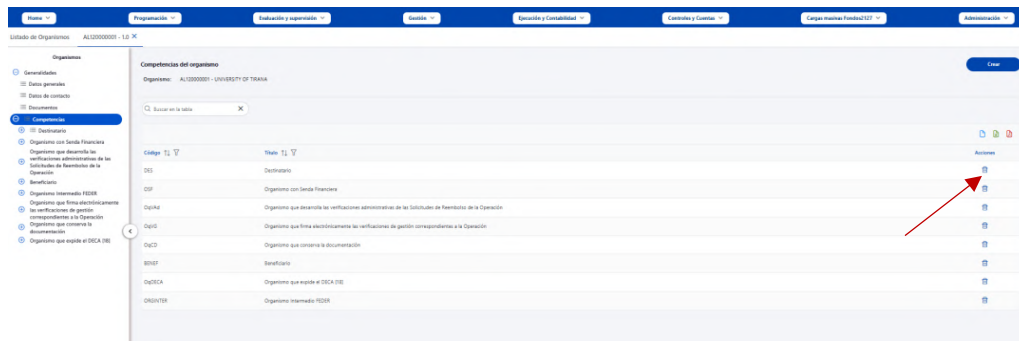 Home Programación Evaluación y supervisión Gestión Ejecución y Contabilidad Controles y Cuentas Cargas masivas Fondos2127 Administración
Listado de Organismos AL120000001 - 1.0 X
Organismos
Generalidades
Datos generales
Datos de contacto
Documentos
Competencias
Destinatario
Organismo con Senda Financiera
Organismo que desarrolla las
verificaciones administrativas de las
Solicitudes de Reembolso de la
Operación
Beneficiario
Organismo Intermedio FEDER
Organismo que firma electrónicamente
las verificaciones de gestión
correspondientes a la Operación
Organismo que conserva la
documentación
Organismo que expide el DECA [18]
Competencias del organismo
Crear
Organismo: AL120000001 - UNIVERSITY OF TIRANA
Buscar en la tabla
Código Título Acciones
DES Destinatario
OSF Organismo con Senda Financiera
OqVAd Organismo que desarrolla las verificaciones administrativas de las Solicitudes de Reembolso de la Operación
OqVG Organismo que firma electrónicamente las verificaciones de gestión correspondientes a la Operación
OqCD Organismo que conserva la documentación
BENEF Beneficiario
OqDECA Organismo que expide el DECA [18]
ORGINTER Organismo Intermedio FEDER